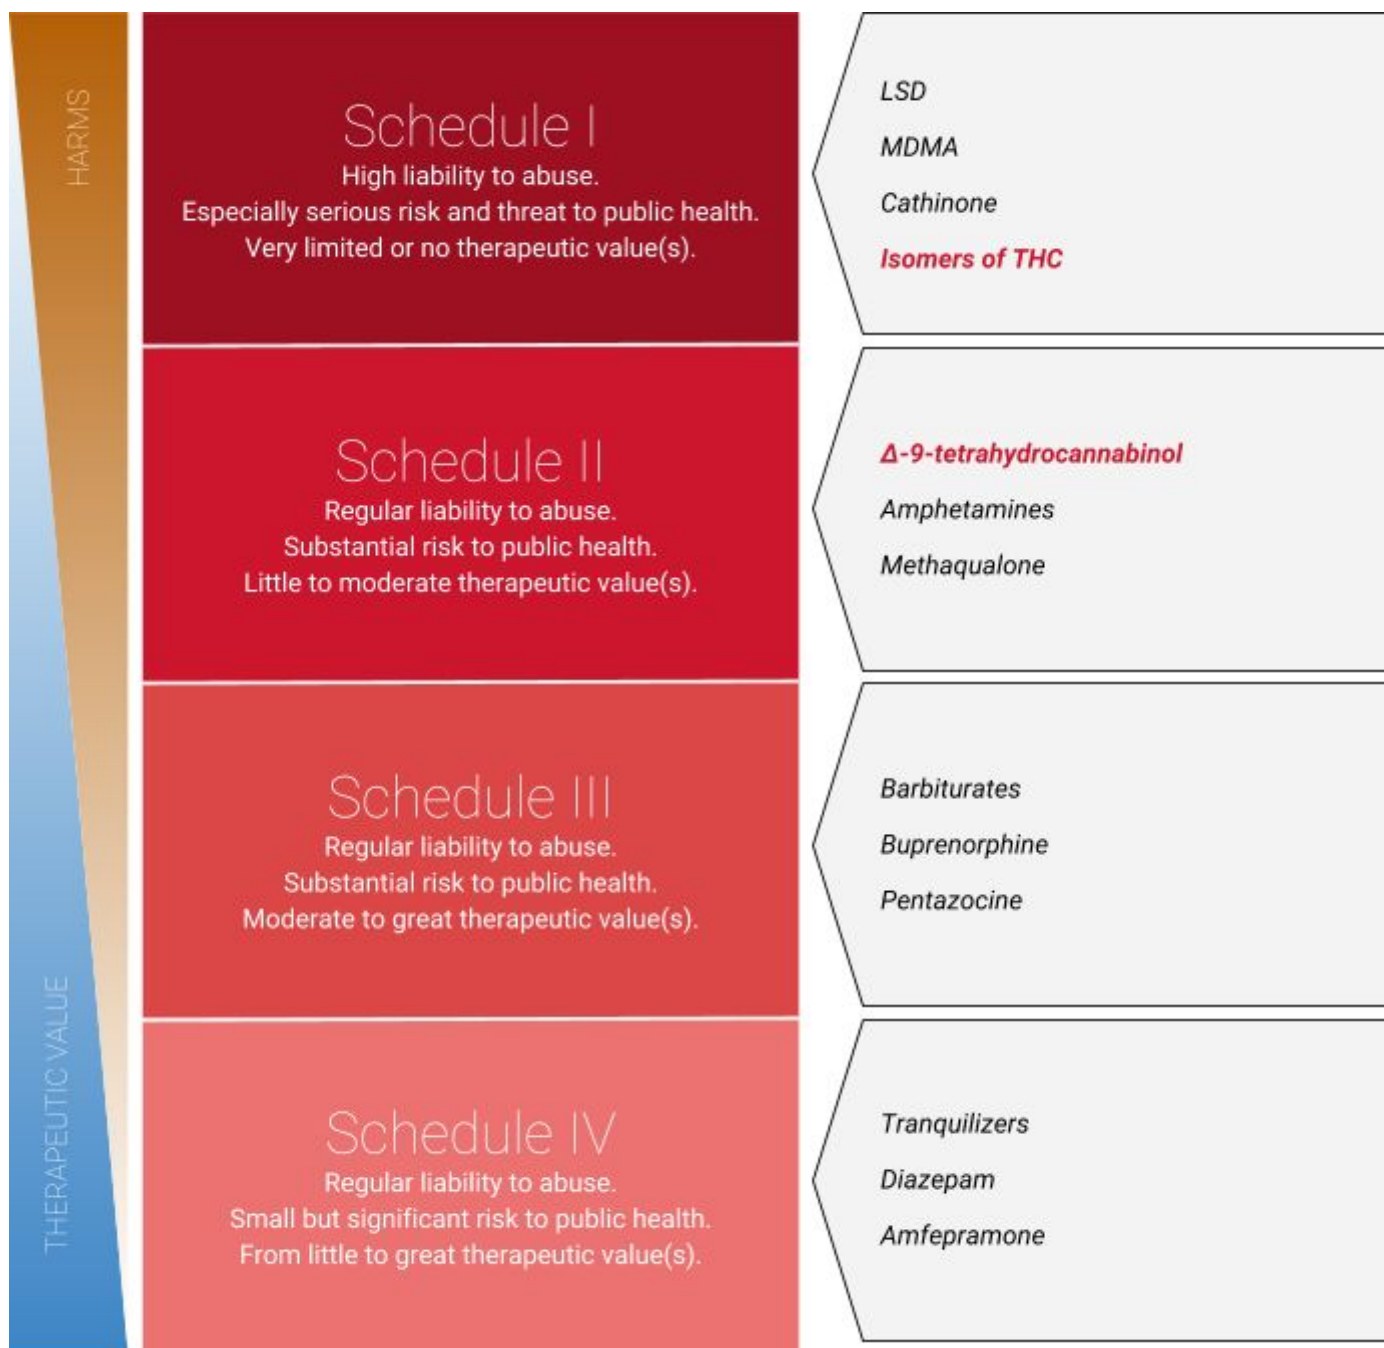 HARMS
THERAPEUTIC VALUE
Schedule I
High liability to abuse.
Especially serious risk and threat to public health.
Very limited or no therapeutic value(s).
LSD
MDMA
Cathinone
Isomers of THC
Schedule II
Regular liability to abuse.
Substantial risk to public health.
Little to moderate therapeutic value(s).
Δ-9-tetrahydrocannabinol
Amphetamines
Methaqualone
Schedule III
Regular liability to abuse.
Substantial risk to public health.
Moderate to great therapeutic value(s).
Barbiturates
Buprenorphine
Pentazocine
Schedule IV
Regular liability to abuse.
Small but significant risk to public health.
From little to great therapeutic value(s).
Tranquilizers
Diazepam
Amfepramone